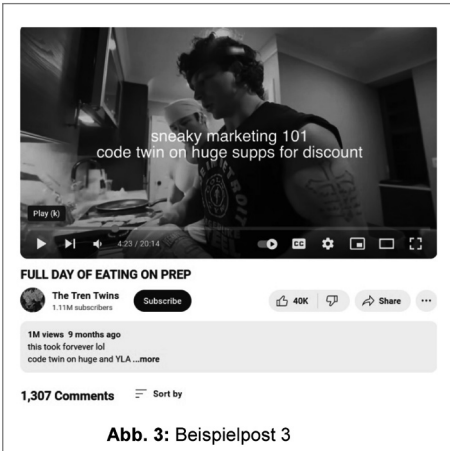 sneaky marketing 101
code twin on huge supps for discount
Play (k)
4:23 / 20:14
CC
FULL DAY OF EATING ON PREP
The Tren Twins
1.11M subscribers
Subscribe
40K
Share
1M views 9 months ago
this took forvever lol
code twin on huge and YLA ...more
1,307 Comments
Sort by
Abb. 3: Beispielpost 3